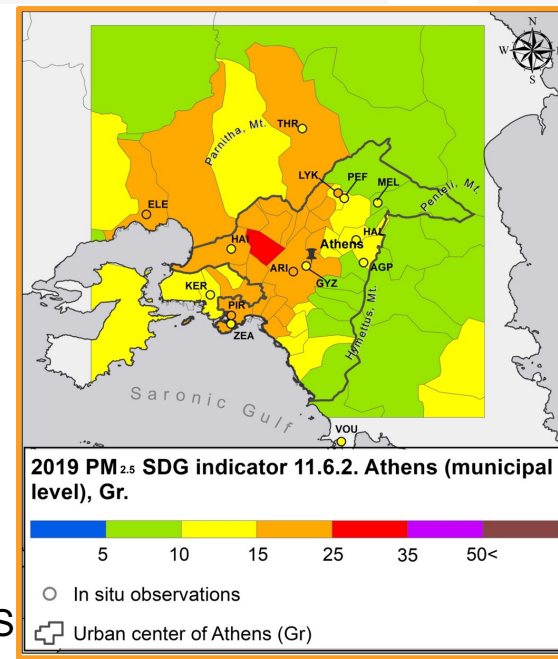 N
W
S
THR
Parnitha, Mt.
LYK
PEF
MEL
Penteli, Mt.
ELE
HAI
Athens
HAL
ARI
GYZ
AGP
KER
PIR
ZEA
Hymettus, Mt.
Saronic Gulf
VOU
2019 PM2.5 SDG indicator 11.6.2. Athens (municipal
level), Gr.
5 10 15 25 35 50<
In situ observations
S
Urban center of Athens (Gr)